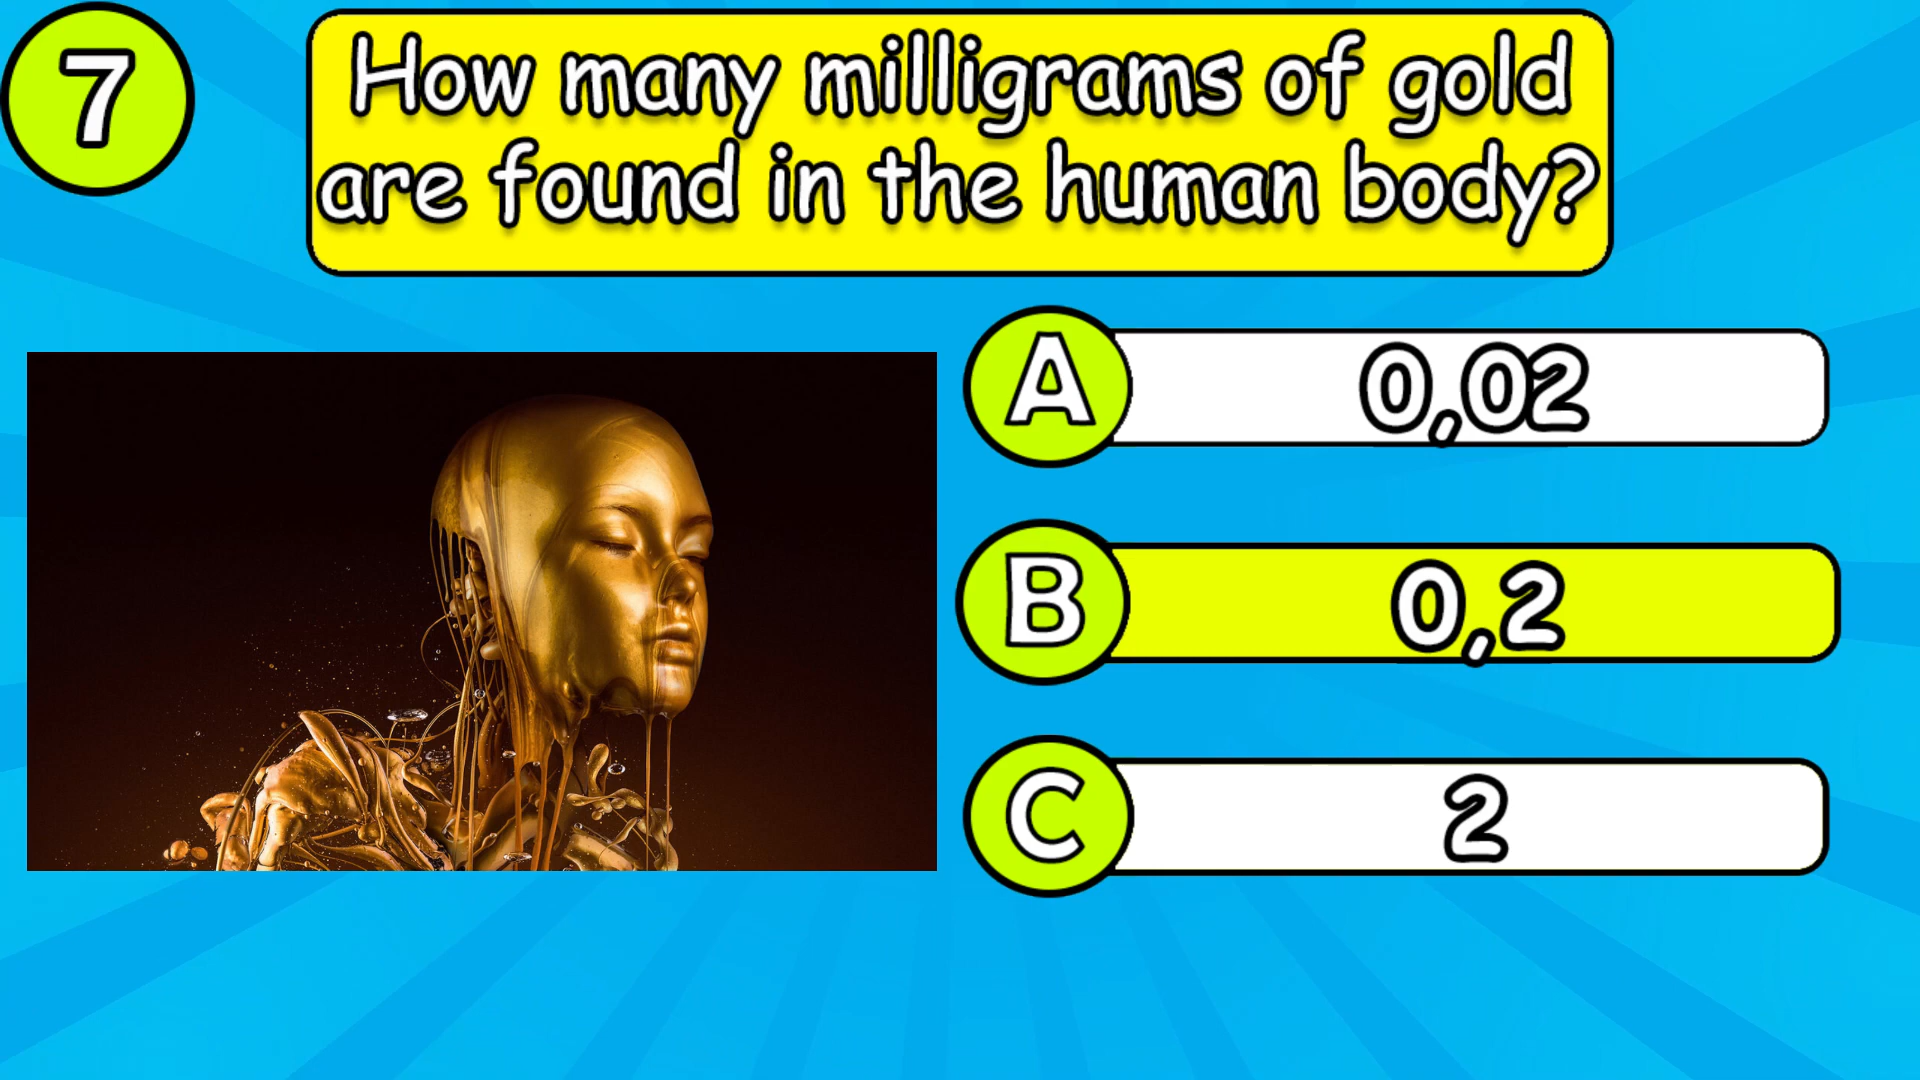 7
How many milligrams of gold
are found in the human body?
A 0,02
B 0,2
C 2